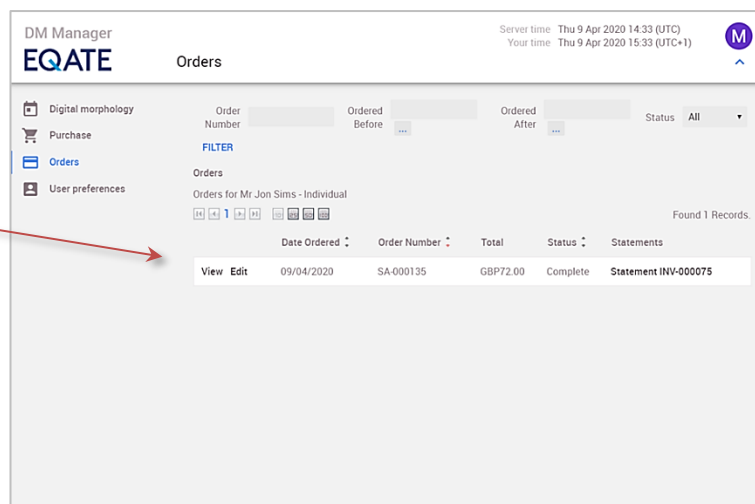 DM Manager
EQATE
Orders
Server time Thu 9 Apr 2020 14:33 (UTC)
Your time Thu 9 Apr 2020 15:33 (UTC+1)
M
Digital morphology
Purchase
Orders
User preferences
Order Number
Ordered Before
...
Ordered After
...
Status All
FILTER
Orders
Orders for Mr Jon Sims - Individual
1
Found 1 Records.
Date Ordered Order Number Total Status Statements
View Edit 09/04/2020 SA-000135 GBP72.00 Complete Statement INV-000075